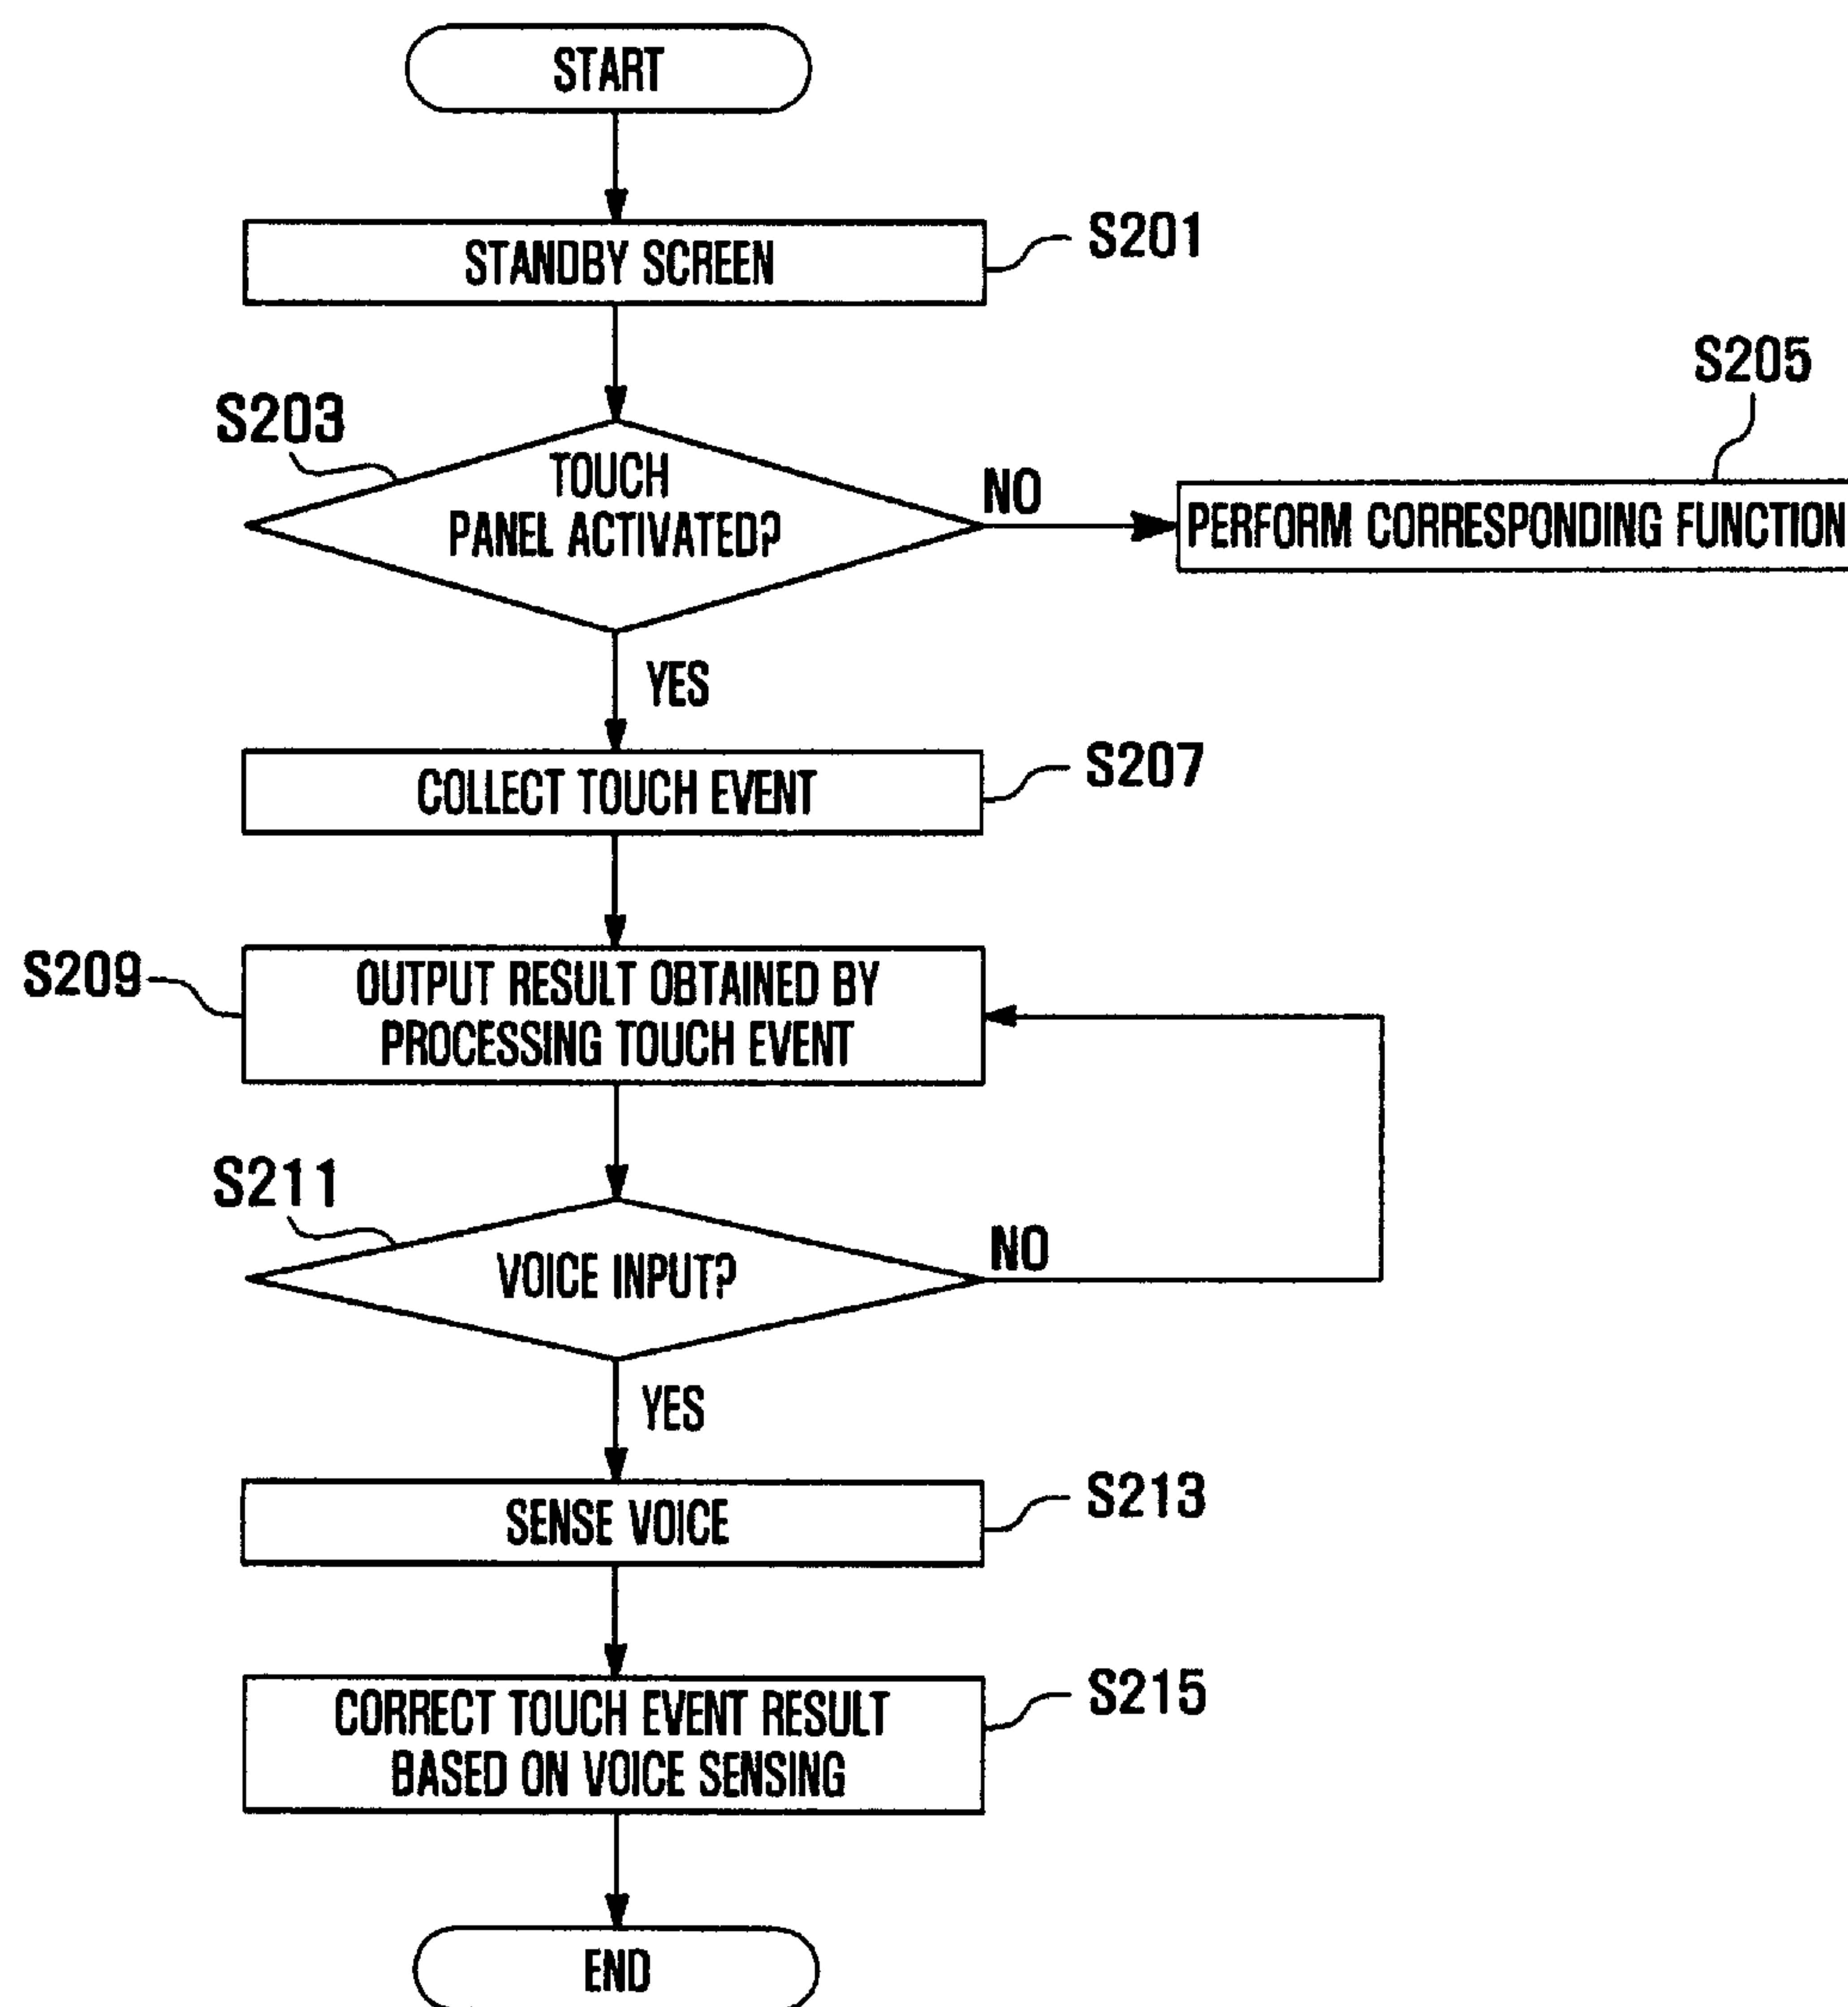 START
STANDBY SCREEN
S201
S203
TOUCH
PANEL ACTIVATED?
NO
S205
PERFORM CORRESPONDING FUNCTION
YES
COLLECT TOUCH EVENT
S207
S209
OUTPUT RESULT OBTAINED BY
PROCESSING TOUCH EVENT
S211
VOICE INPUT?
NO
YES
SENSE VOICE
S213
CORRECT TOUCH EVENT RESULT
BASED ON VOICE SENSING
S215
END